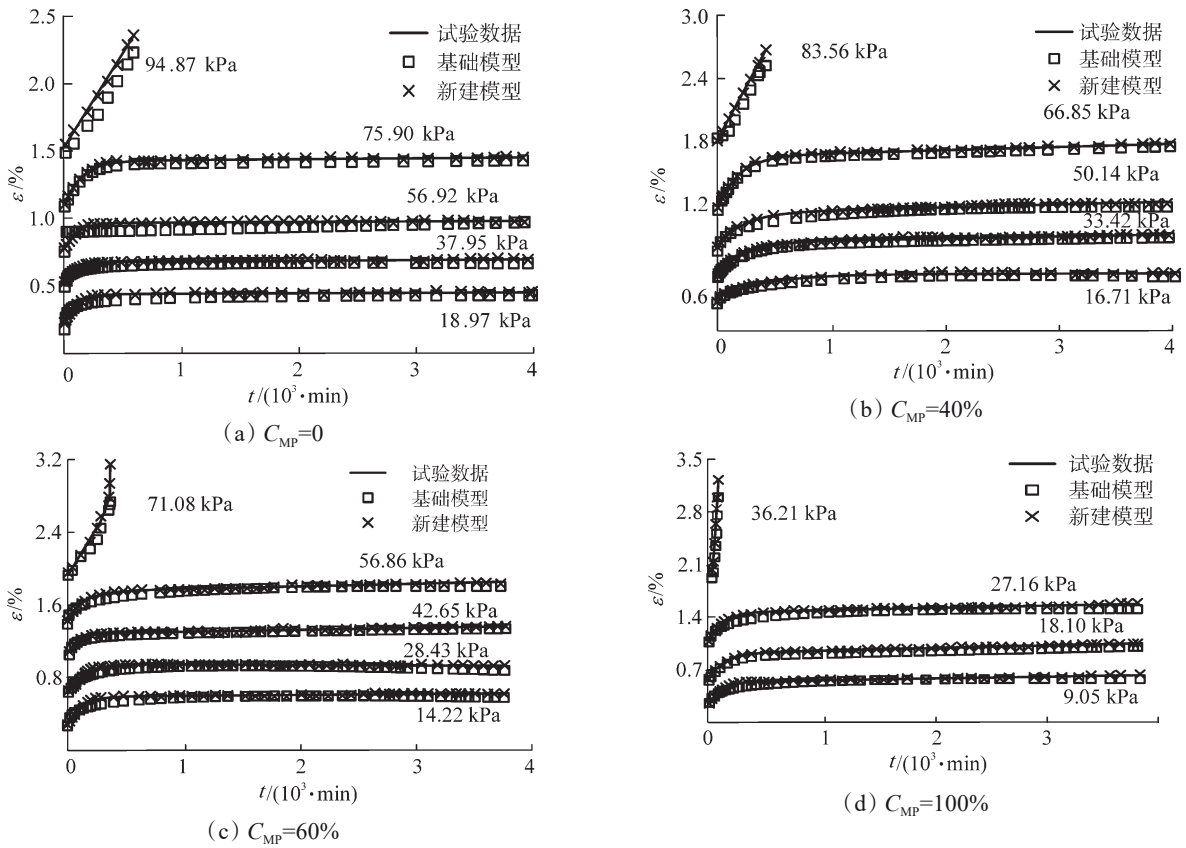 2.5
2.0
1.5
1.0
0.5
ε/%
试验数据
基础模型
新建模型
94.87 kPa
75.90 kPa
56.92 kPa
37.95 kPa
18.97 kPa
0 1 2 3 4
t/(10³·min)
(a) C_MP=0
3.0
2.4
1.8
1.2
0.6
ε/%
试验数据
基础模型
新建模型
83.56 kPa
66.85 kPa
50.14 kPa
33.42 kPa
16.71 kPa
0 1 2 3 4
t/(10³·min)
(b) C_MP=40%
3.2
2.4
1.6
0.8
ε/%
试验数据
基础模型
新建模型
71.08 kPa
56.86 kPa
42.65 kPa
28.43 kPa
14.22 kPa
0 1 2 3 4
t/(10³·min)
(c) C_MP=60%
3.5
2.8
2.1
1.4
0.7
ε/%
试验数据
基础模型
新建模型
36.21 kPa
27.16 kPa
18.10 kPa
9.05 kPa
0 1 2 3
t/(10³·min)
(d) C_MP=100%